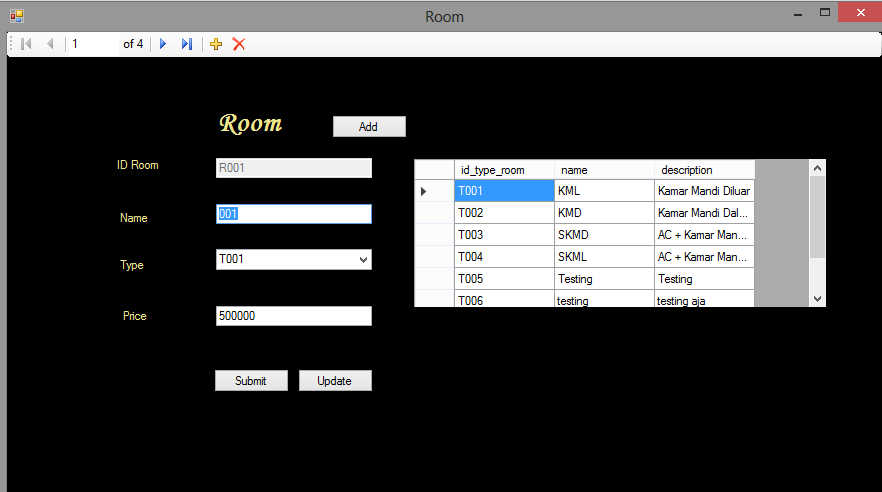 Room
1 of 4
Room
Add
ID Room
R001
Name
001
Type
T001
Price
500000
Submit
Update
id_type_room name description
T001 KML Kamar Mandi Diluar
T002 KMD Kamar Mandi Dal...
T003 SKMD AC + Kamar Man...
T004 SKML AC + Kamar Man...
T005 Testing Testing
T006 testing testing aja